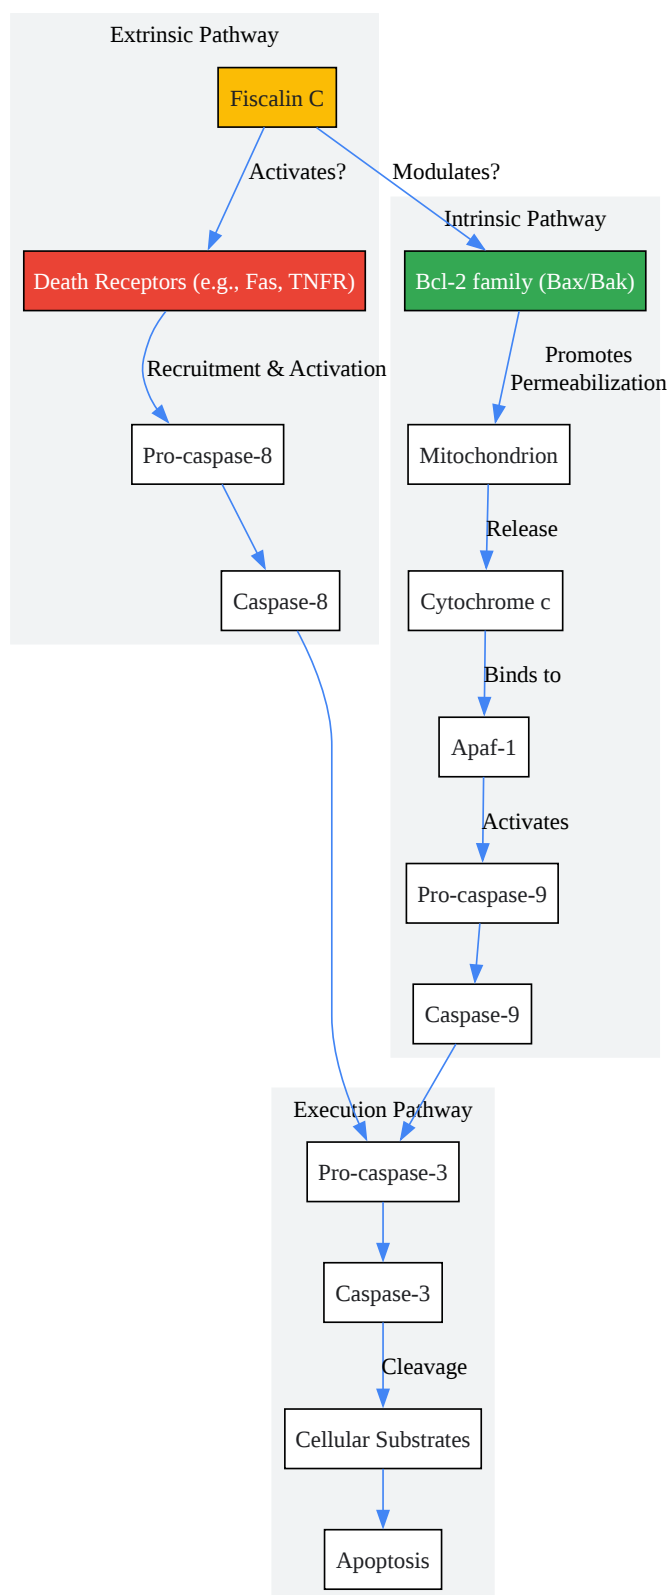 Extrinsic Pathway
Fiscalin C
Activates?
Modulates?
Intrinsic Pathway
Death Receptors (e.g., Fas, TNFR)
Bcl-2 family (Bax/Bak)
Recruitment & Activation
Promotes
Permeabilization
Pro-caspase-8
Mitochondrion
Release
Caspase-8
Cytochrome c
Binds to
Apaf-1
Activates
Pro-caspase-9
Caspase-9
Execution Pathway
Pro-caspase-3
Caspase-3
Cleavage
Cellular Substrates
Apoptosis